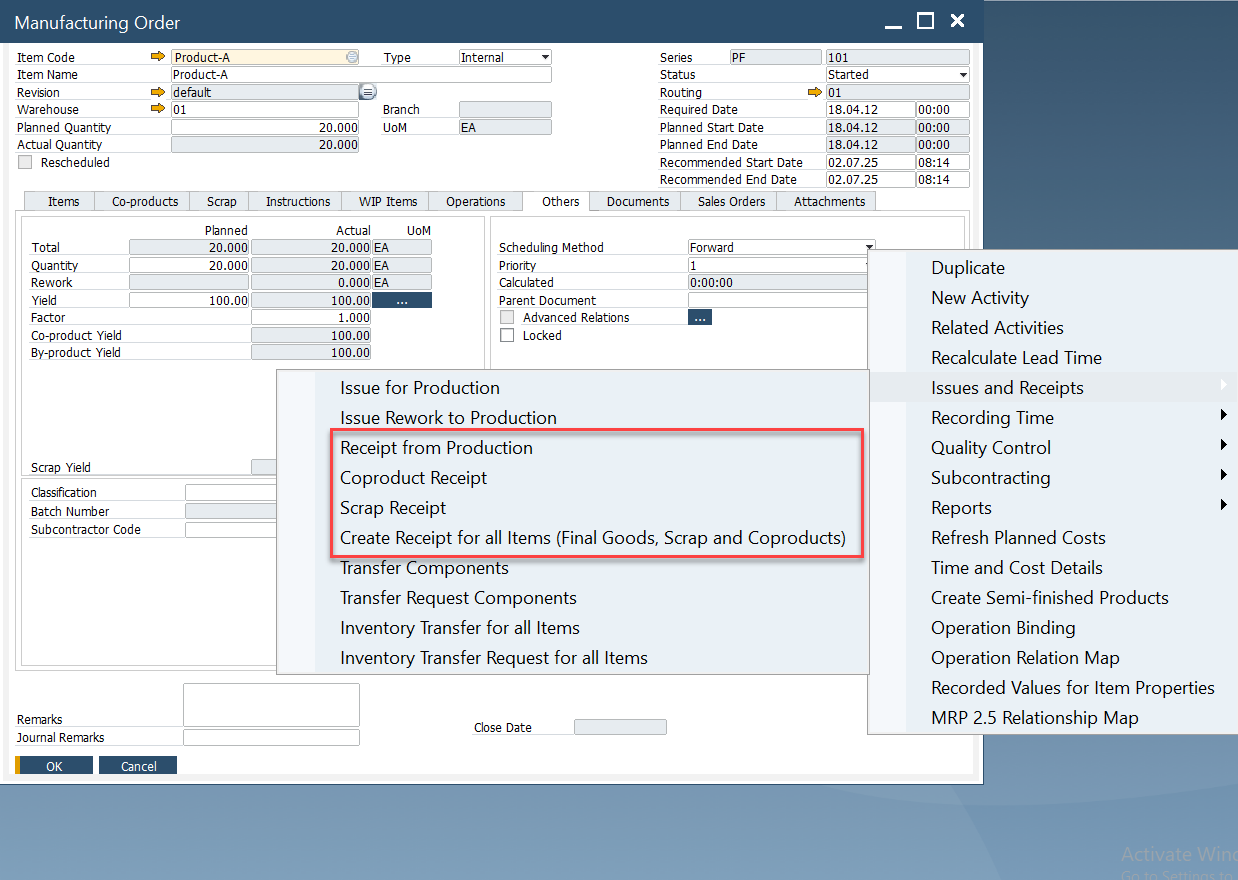 Manufacturing Order
Item Code Product-A Type Internal Series PF 101
Item Name Product-A Status Started
Revision default Routing 01
Warehouse 01 Branch Required Date 18.04.12 00:00
Planned Quantity 20.000 UoM EA Planned Start Date 18.04.12 00:00
Actual Quantity 20.000 Planned End Date 18.04.12 00:00
Rescheduled Recommended Start Date 02.07.25 08:14
Recommended End Date 02.07.25 08:14
Items Co-products Scrap Instructions WIP Items Operations Others Documents Sales Orders Attachments
Planned Actual UoM
Total 20.000 20.000 EA
Quantity 20.000 20.000 EA
Rework 0.000 EA
Yield 100.00 100.00 ...
Factor 1.000
Co-product Yield 100.00
By-product Yield 100.00
Scrap Yield
Classification
Batch Number
Subcontractor Code
Scheduling Method Forward
Priority 1
Calculated 0:00:00
Parent Document
Advanced Relations ...
Locked
Duplicate
New Activity
Related Activities
Recalculate Lead Time
Issues and Receipts
Recording Time
Quality Control
Subcontracting
Reports
Refresh Planned Costs
Time and Cost Details
Create Semi-finished Products
Operation Binding
Operation Relation Map
Recorded Values for Item Properties
MRP 2.5 Relationship Map
Issue for Production
Issue Rework to Production
Receipt from Production
Coproduct Receipt
Scrap Receipt
Create Receipt for all Items (Final Goods, Scrap and Coproducts)
Transfer Components
Transfer Request Components
Inventory Transfer for all Items
Inventory Transfer Request for all Items
Remarks
Journal Remarks
Close Date
OK Cancel
Activate Win
Go to Settings to